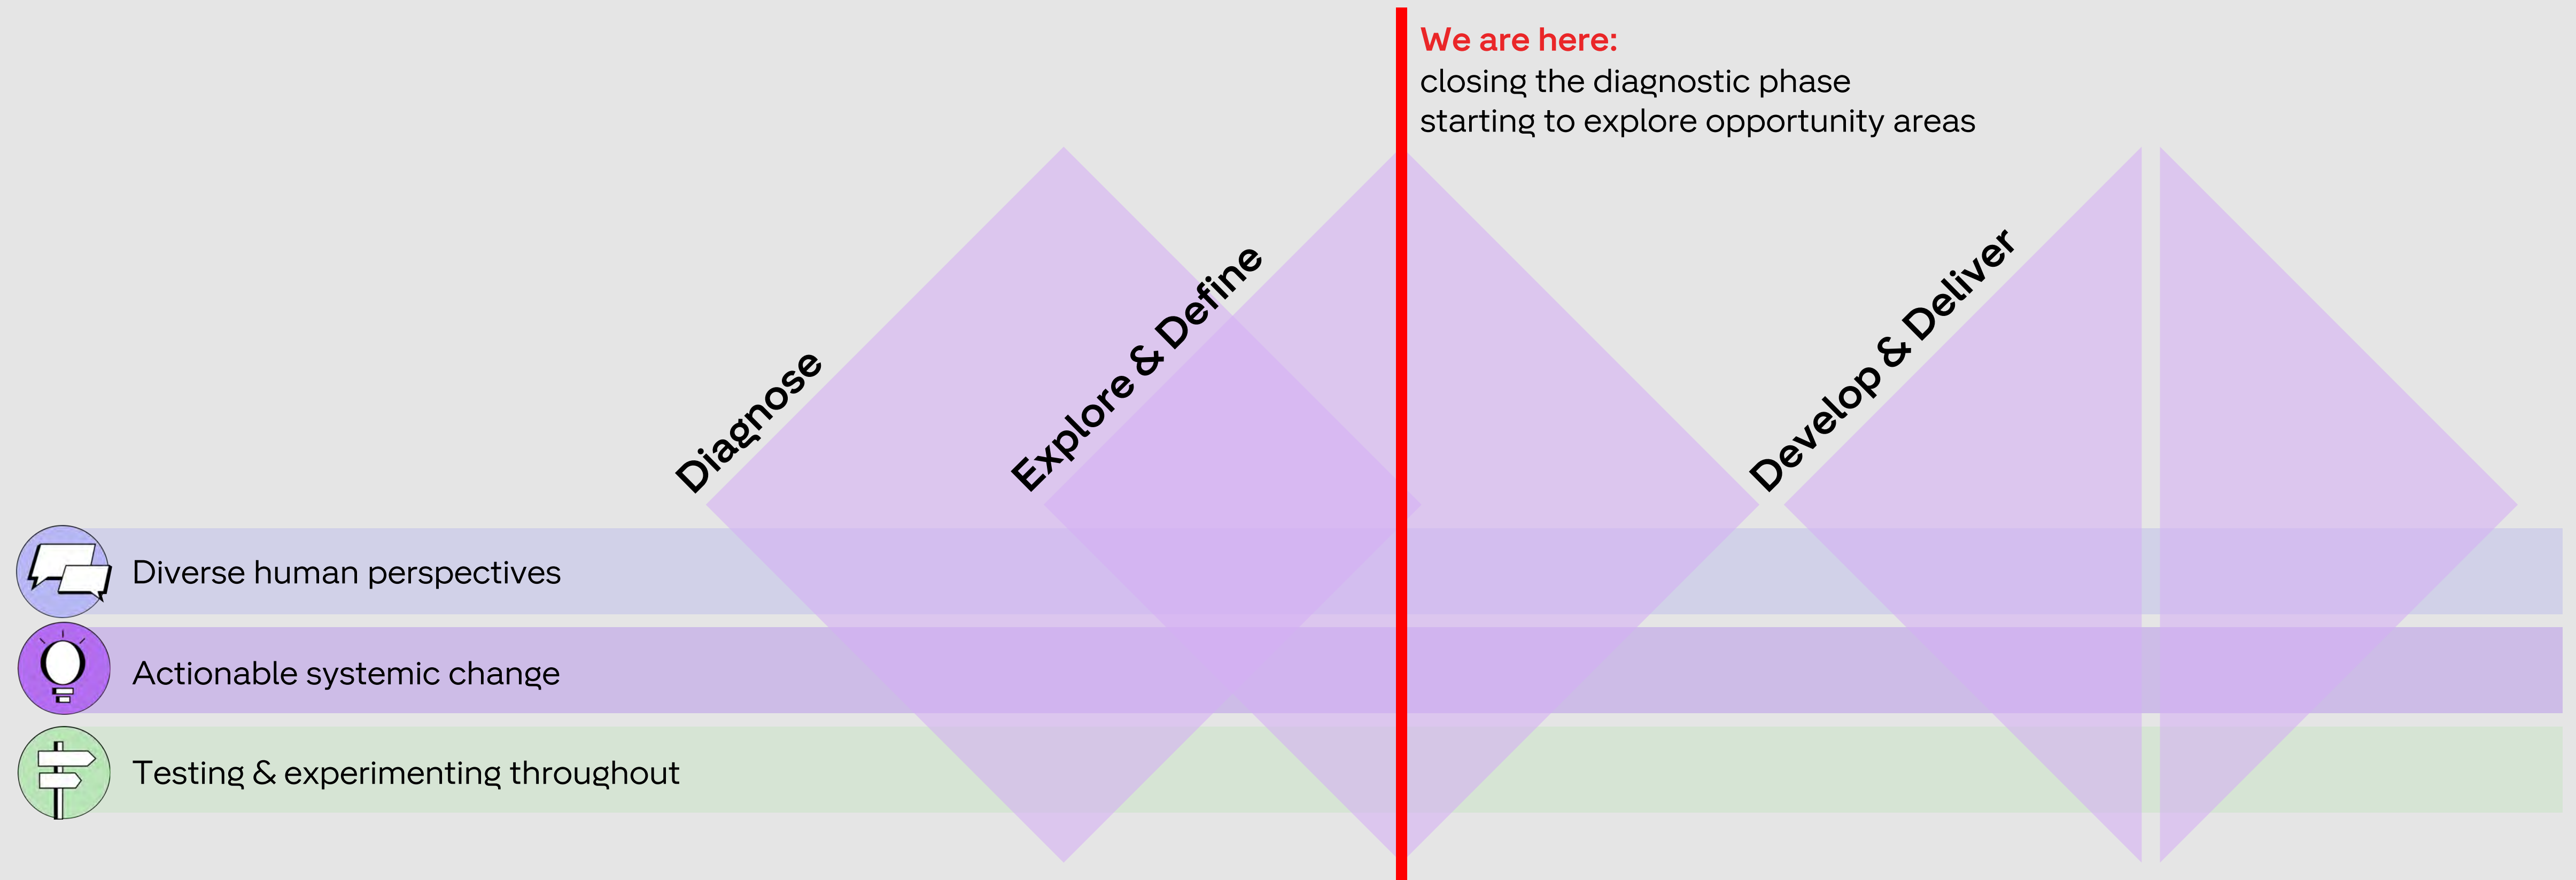 We are here:
closing the diagnostic phase
starting to explore opportunity areas
Diagnose
Explore & Define
Develop & Deliver
Diverse human perspectives
Actionable systemic change
Testing & experimenting throughout